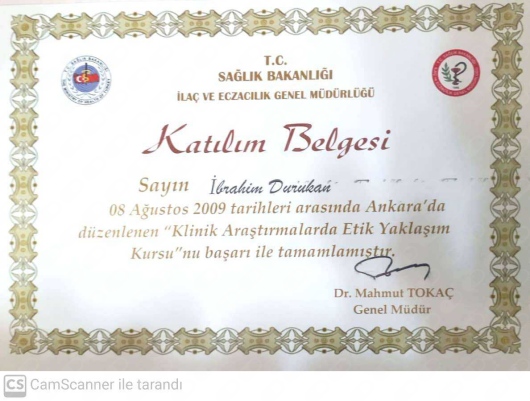 T.C.
SAĞLIK BAKANLIĞI
İLAÇ VE ECZACILIK GENEL MÜDÜRLÜĞÜ
Katılım Belgesi
Sayın İbrahim Durukan
08 Ağustos 2009 tarihleri arasında Ankara'da
düzenlenen "Klinik Araştırmalarda Etik Yaklaşım
Kursu"nu başarı ile tamamlamıştır.
Dr. Mahmut TOKAÇ
Genel Müdür
CS CamScanner ile tarandı